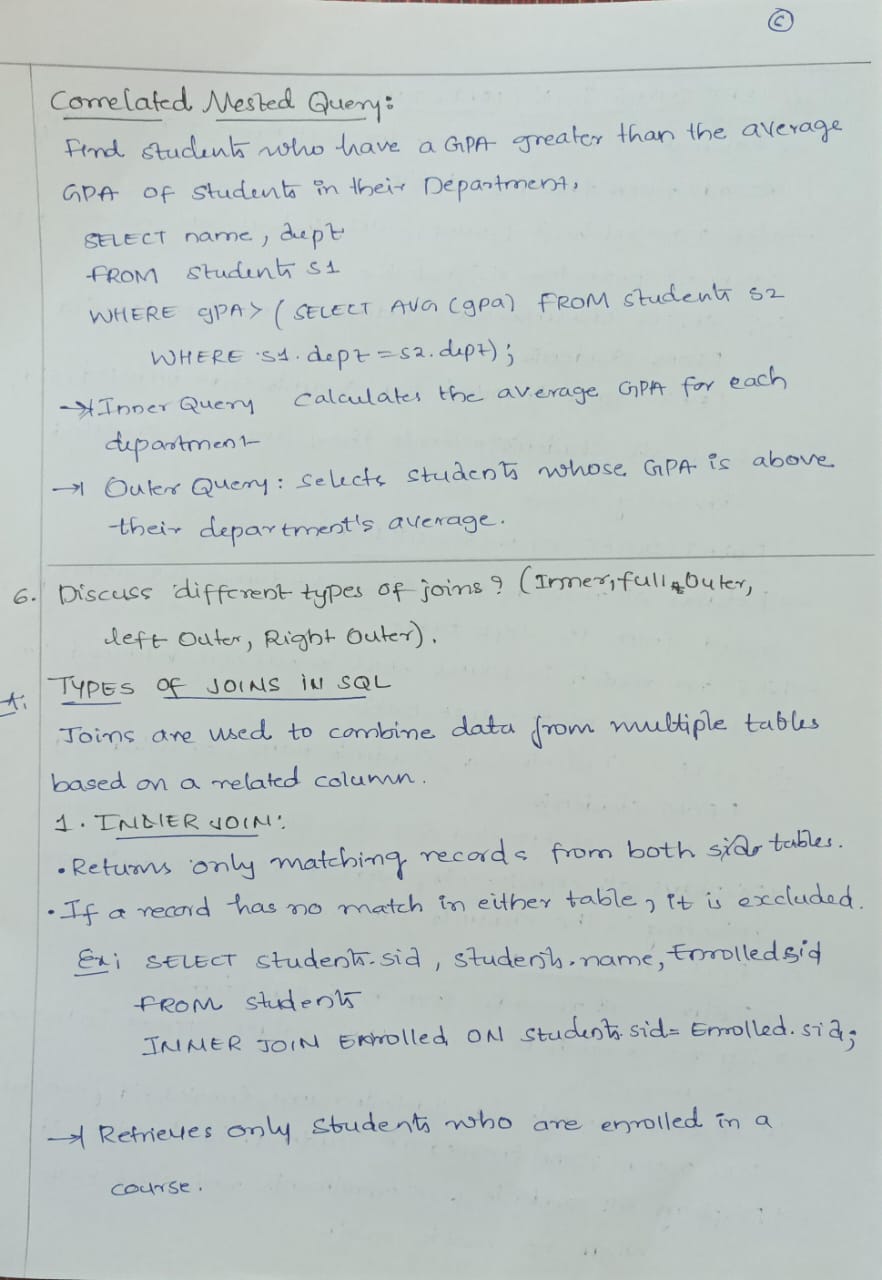 C
Correlated Nested Query:
Find students who have a GPA greater than the average
GPA of students in their Department.
SELECT name, dept
FROM students s1
WHERE gpa > (SELECT AVG (gpa) FROM students s2
WHERE s1.dept = s2.dept);
→ Inner Query calculates the average GPA for each
department
→ Outer Query: selects students whose GPA is above
their department's average.
6. Discuss different types of joins? (Inner, full Outer,
left Outer, Right Outer).
A: TYPES OF JOINS IN SQL
Joins are used to combine data from multiple tables
based on a related column.
1. INNER JOIN:
• Returns only matching records from both tables.
• If a record has no match in either table, it is excluded.
Ex: SELECT students.sid, students.name, Enrolled sid
FROM students
INNER JOIN Enrolled ON students.sid = Enrolled.sid;
→ Retrieves only students who are enrolled in a
course.